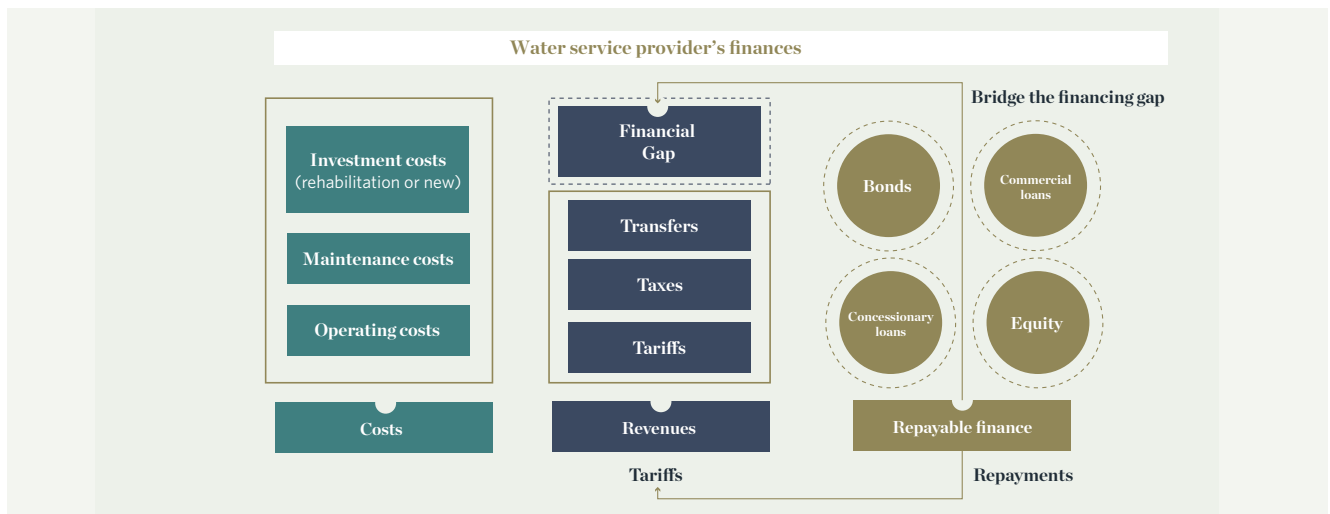 Water service provider’s finances
Investment costs
(rehabilitation or new)
Maintenance costs
Operating costs
Costs
Financial
Gap
Transfers
Taxes
Tariffs
Revenues
Tariffs
Bridge the financing gap
Bonds
Commercial
loans
Concessionary
loans
Equity
Repayable finance
Repayments